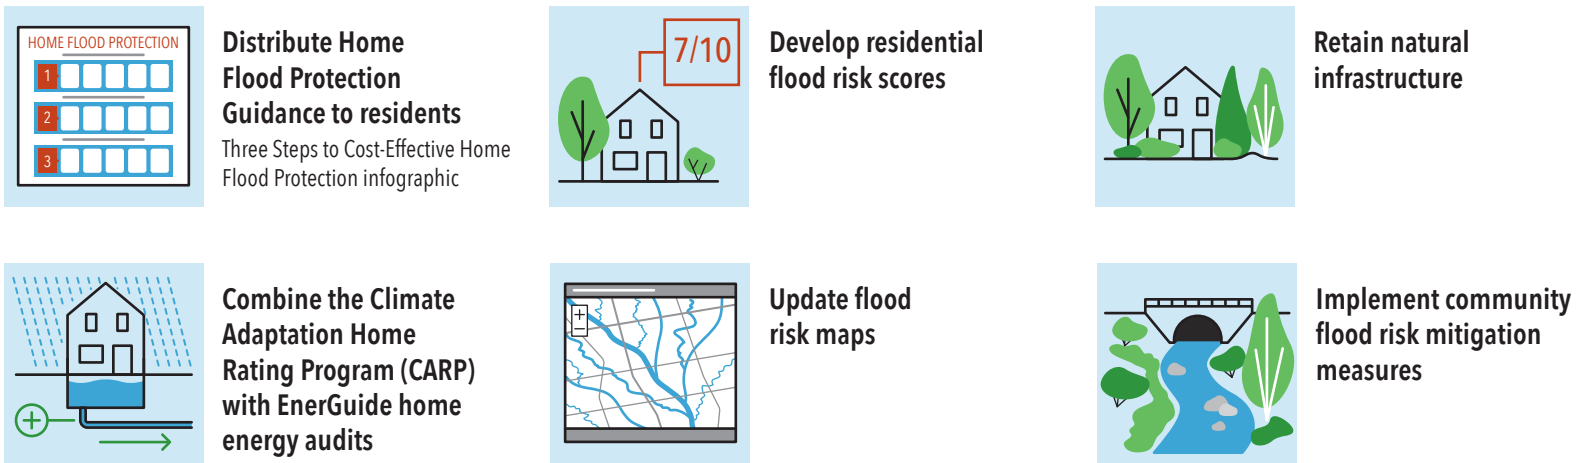 HOME FLOOD PROTECTION
1
2
3
Distribute Home
Flood Protection
Guidance to residents
Three Steps to Cost-Effective Home
Flood Protection infographic
7/10
Develop residential
flood risk scores
Retain natural
infrastructure
Combine the Climate
Adaptation Home
Rating Program (CARP)
with EnerGuide home
energy audits
+
−
Update flood
risk maps
Implement community
flood risk mitigation
measures